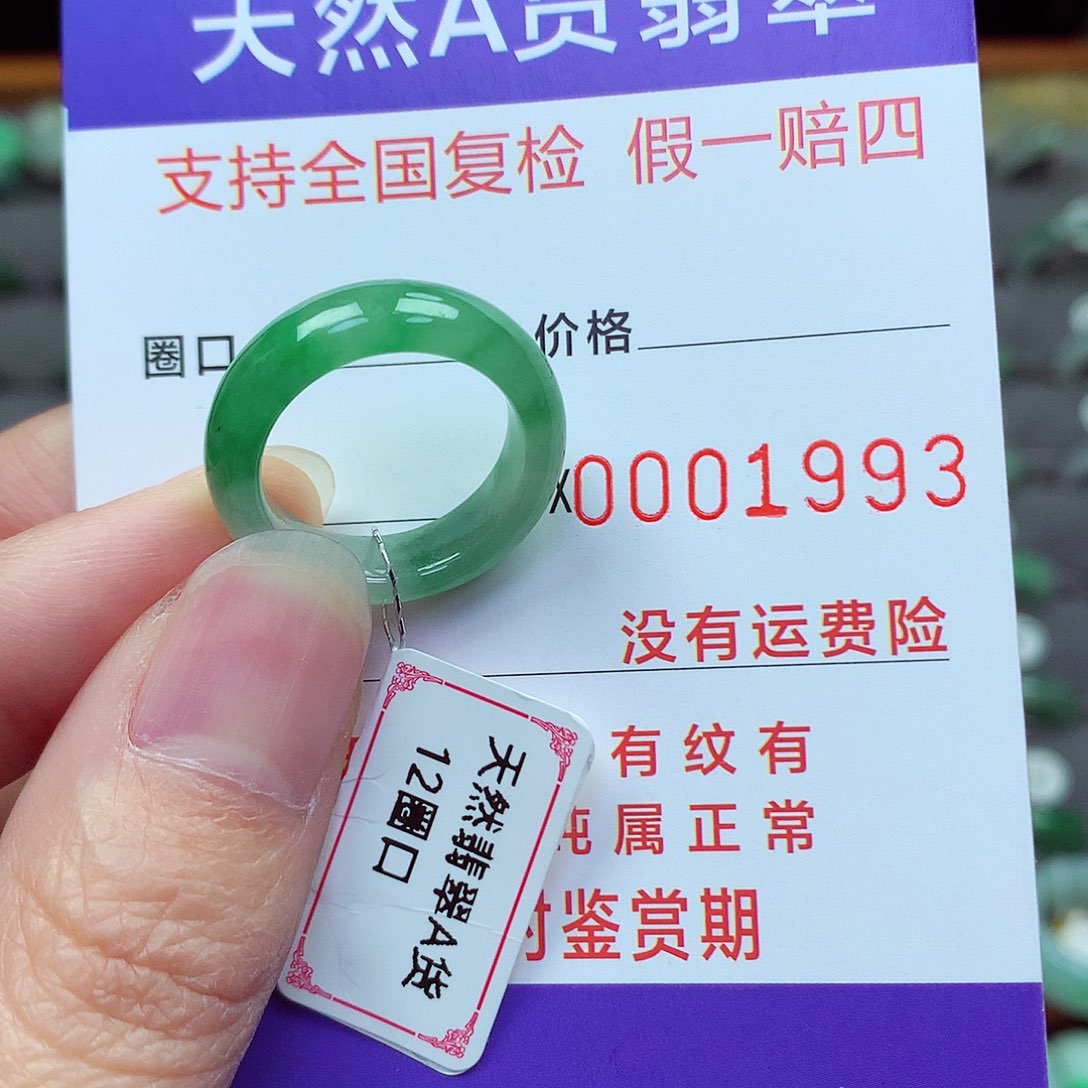 天然A货翡翠
支持全国复检 假一赔四
圈口 价格
X0001993
没有运费险
有纹有
纯属正常
时鉴赏期
天然翡翠A货
12圈口